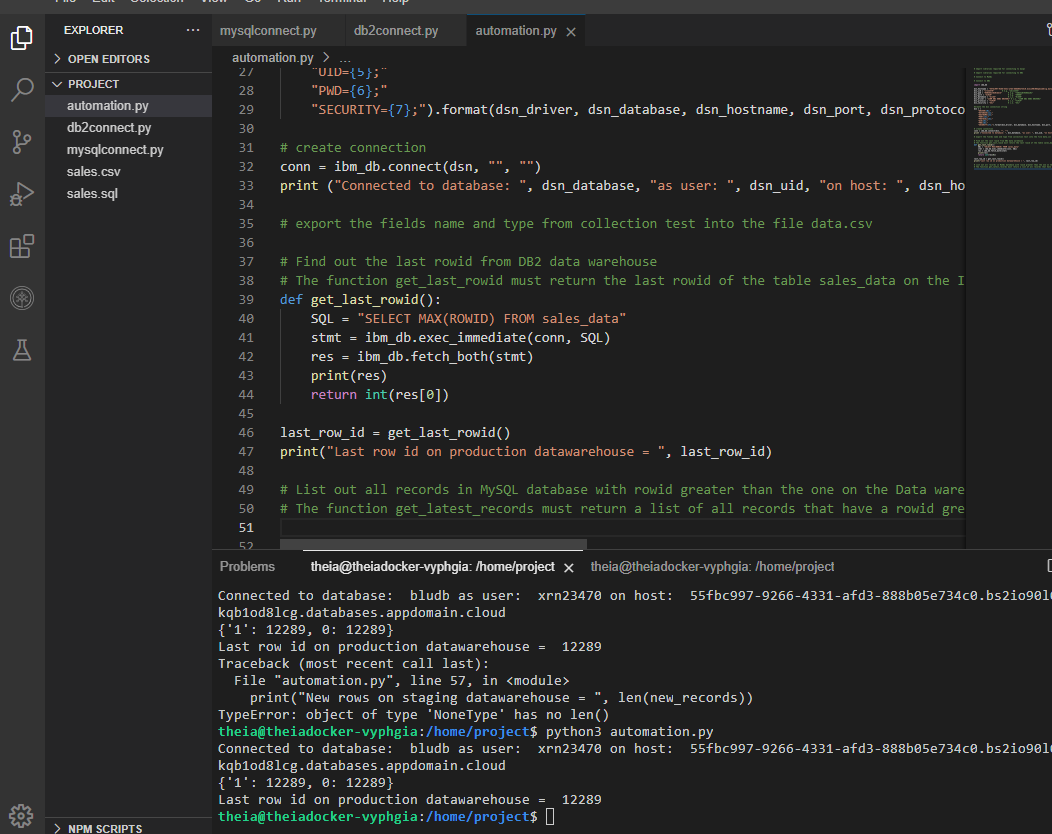 File Edit Selection View Go Run Terminal Help
EXPLORER
OPEN EDITORS
PROJECT
automation.py
db2connect.py
mysqlconnect.py
sales.csv
sales.sql
NPM SCRIPTS
mysqlconnect.py db2connect.py automation.py
automation.py > ...
27 "UID={5};"
28 "PWD={6};"
29 "SECURITY={7};").format(dsn_driver, dsn_database, dsn_hostname, dsn_port, dsn_protoco
30
31 # create connection
32 conn = ibm_db.connect(dsn, "", "")
33 print ("Connected to database: ", dsn_database, "as user: ", dsn_uid, "on host: ", dsn_ho
34
35 # export the fields name and type from collection test into the file data.csv
36
37 # Find out the last rowid from DB2 data warehouse
38 # The function get_last_rowid must return the last rowid of the table sales_data on the I
39 def get_last_rowid():
40 SQL = "SELECT MAX(ROWID) FROM sales_data"
41 stmt = ibm_db.exec_immediate(conn, SQL)
42 res = ibm_db.fetch_both(stmt)
43 print(res)
44 return int(res[0])
45
46 last_row_id = get_last_rowid()
47 print("Last row id on production datawarehouse = ", last_row_id)
48
49 # List out all records in MySQL database with rowid greater than the one on the Data ware
50 # The function get_latest_records must return a list of all records that have a rowid gre
51
52
Problems theia@theiadocker-vyphgia: /home/project theia@theiadocker-vyphgia: /home/project
Connected to database:  bludb as user:  xrn23470 on host:  55fbc997-9266-4331-afd3-888b05e734c0.bs2io90l0
kqb1od8lcg.databases.appdomain.cloud
{'1': 12289, 0: 12289}
Last row id on production datawarehouse =  12289
Traceback (most recent call last):
File "automation.py", line 57, in <module>
print("New rows on staging datawarehouse = ", len(new_records))
TypeError: object of type 'NoneType' has no len()
theia@theiadocker-vyphgia:/home/project$ python3 automation.py
Connected to database:  bludb as user:  xrn23470 on host:  55fbc997-9266-4331-afd3-888b05e734c0.bs2io90l0
kqb1od8lcg.databases.appdomain.cloud
{'1': 12289, 0: 12289}
Last row id on production datawarehouse =  12289
theia@theiadocker-vyphgia:/home/project$